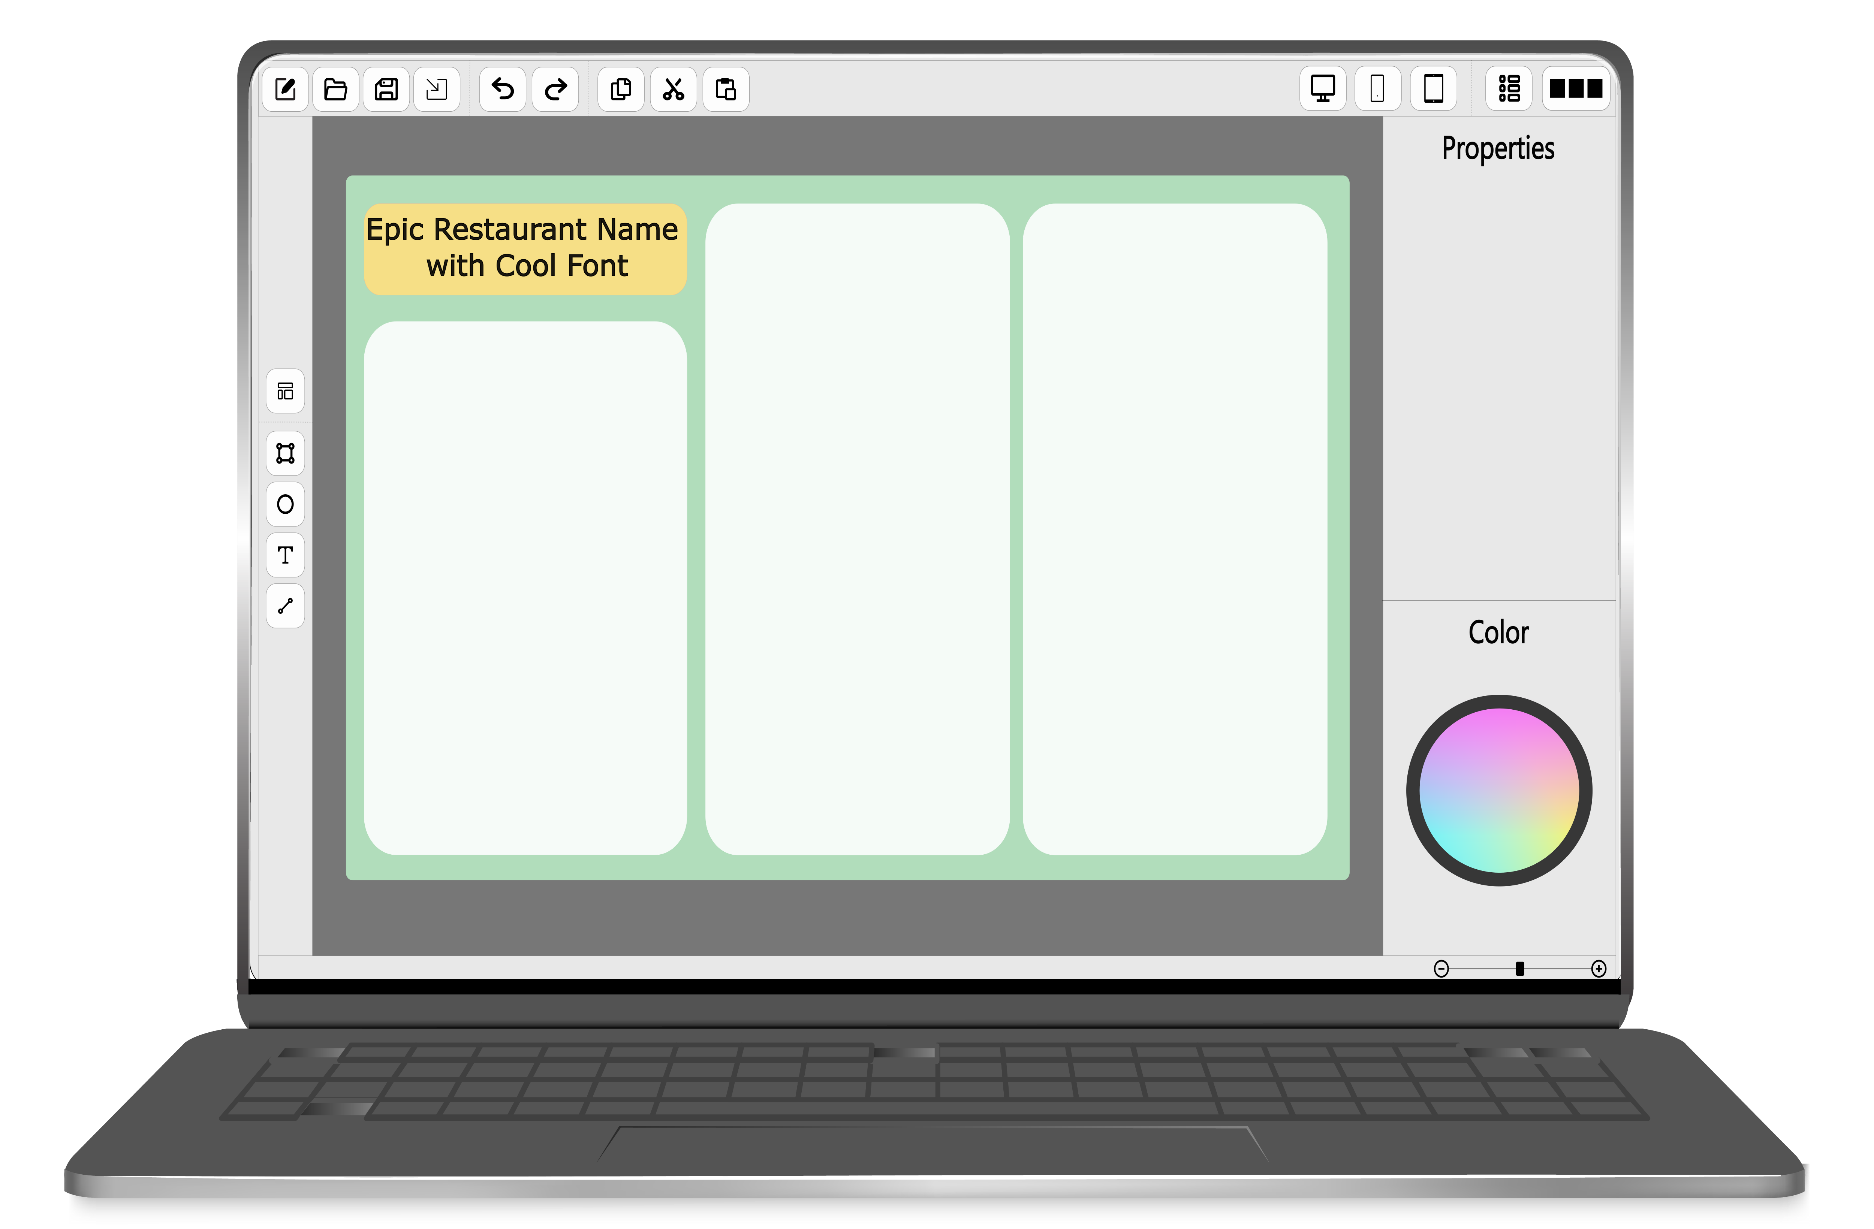 Properties
Epic Restaurant Name
with Cool Font
T
Color